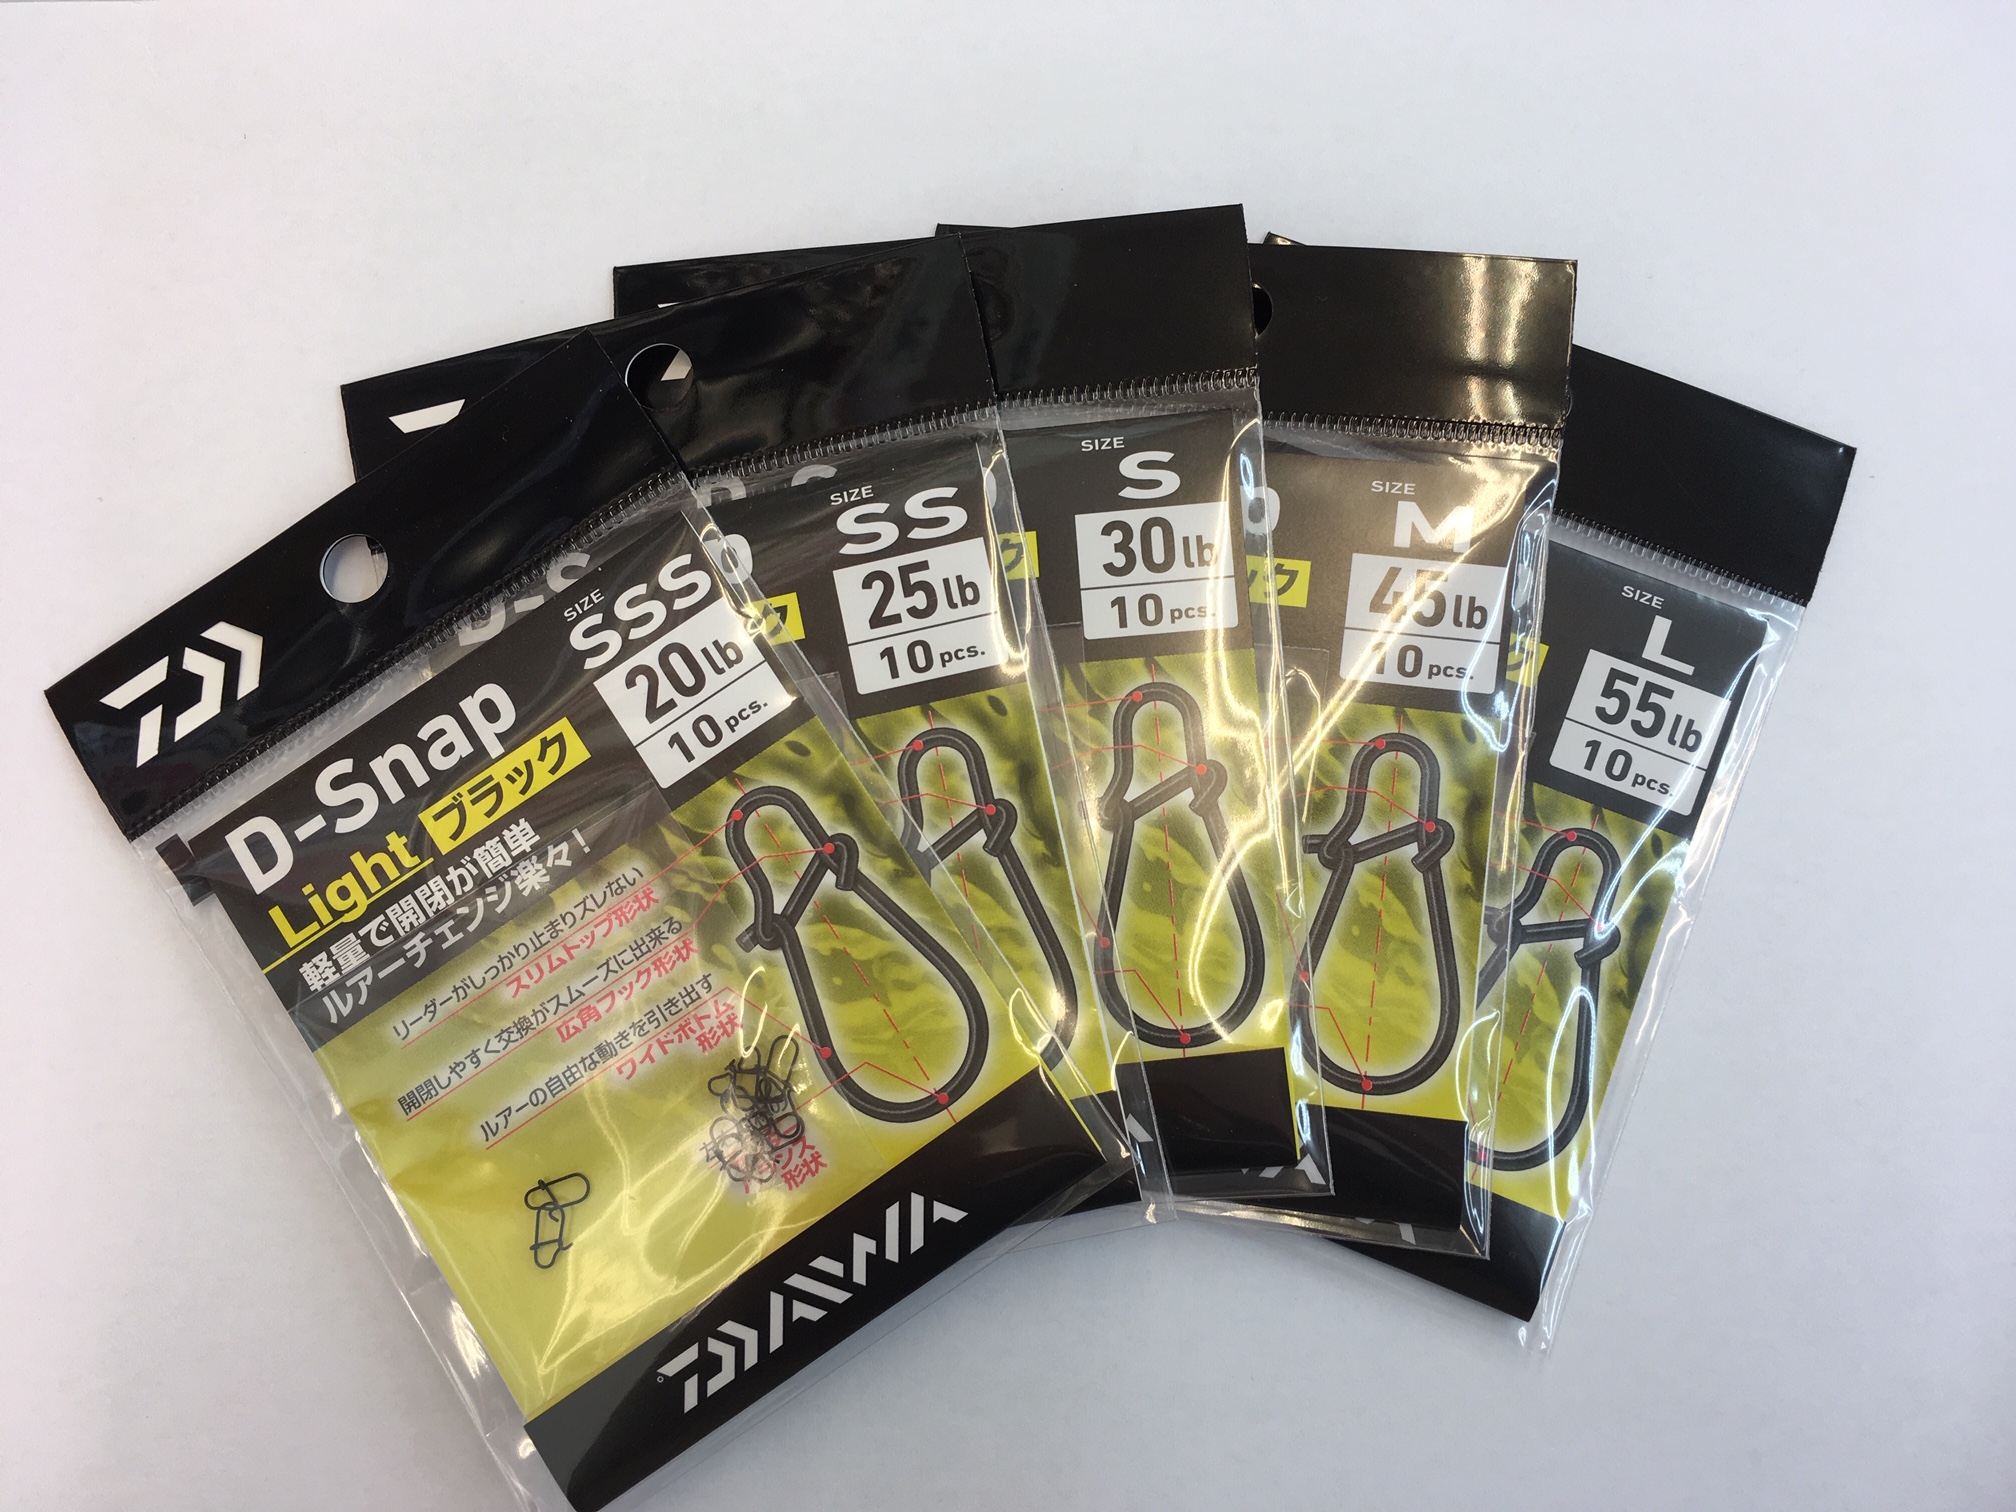 D-Snap
Light ブラック
軽量で開閉が簡単
ルアーチェンジ楽々!
リーダーがしっかり止まりズレない
スリムトップ形状
開閉しやすく交換がスムーズに出来る
広角フック形状
ルアーの自由な動きを引き出す
ワイドボトム
形状
形状
DAIWA
SIZE
SSS
20lb
10pcs.
SIZE
SS
25lb
10pcs.
SIZE
S
30lb
10pcs.
SIZE
M
45lb
10pcs.
SIZE
L
55lb
10pcs.